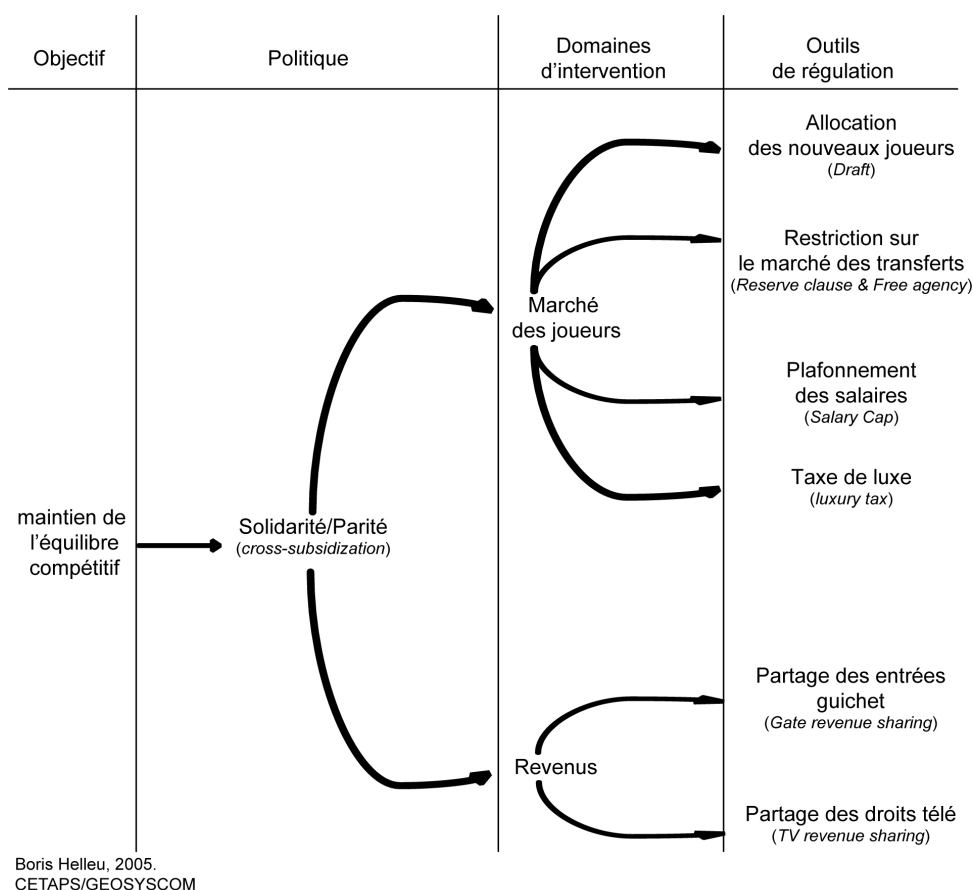 Objectif
Politique
Domaines
d'intervention
Outils
de régulation
Allocation
des nouveaux joueurs
(Draft)
Restriction sur
le marché des transferts
(Reserve clause & Free agency)
Marché
des joueurs
Plafonnement
des salaires
(Salary Cap)
Taxe de luxe
(luxury tax)
maintien de
l'équilibre
compétitif
Solidarité/Parité
(cross-subsidization)
Partage des entrées
guichet
(Gate revenue sharing)
Revenus
Partage des droits télé
(TV revenue sharing)
Boris Helleu, 2005.
CETAPS/GEOSYSCOM